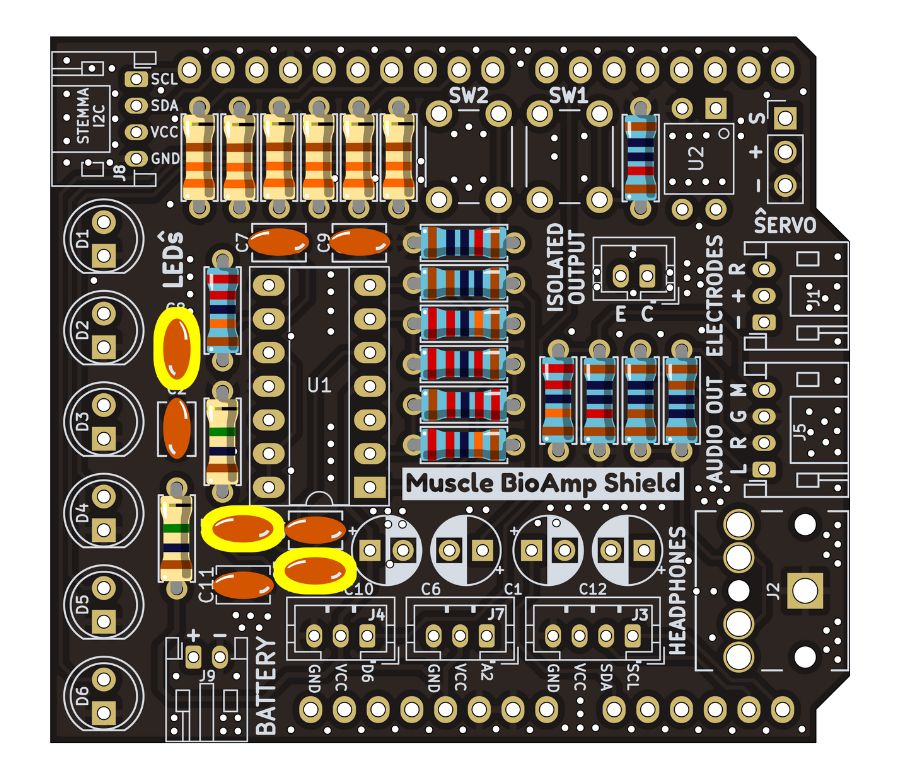 SCL
SDA
VCC
GND
STEMMA
I2C
J8
SW2
SW1
U2
S
+
−
SERVO
D1
LEDs
C7
C9
ISOLATED
OUTPUT
E C
ELECTRODES
R
+
−
J1
D2
C2
U1
D3
AUDIO OUT
L R G M
J5
Muscle BioAmp Shield
D4
+
+
+
C11
C10
C6
C1
C12
HEADPHONES
J2
D5
J4
J7
J3
GND
VCC
D6
GND
VCC
A2
GND
VCC
SDA
SCL
+ −
J9
BATTERY
D6